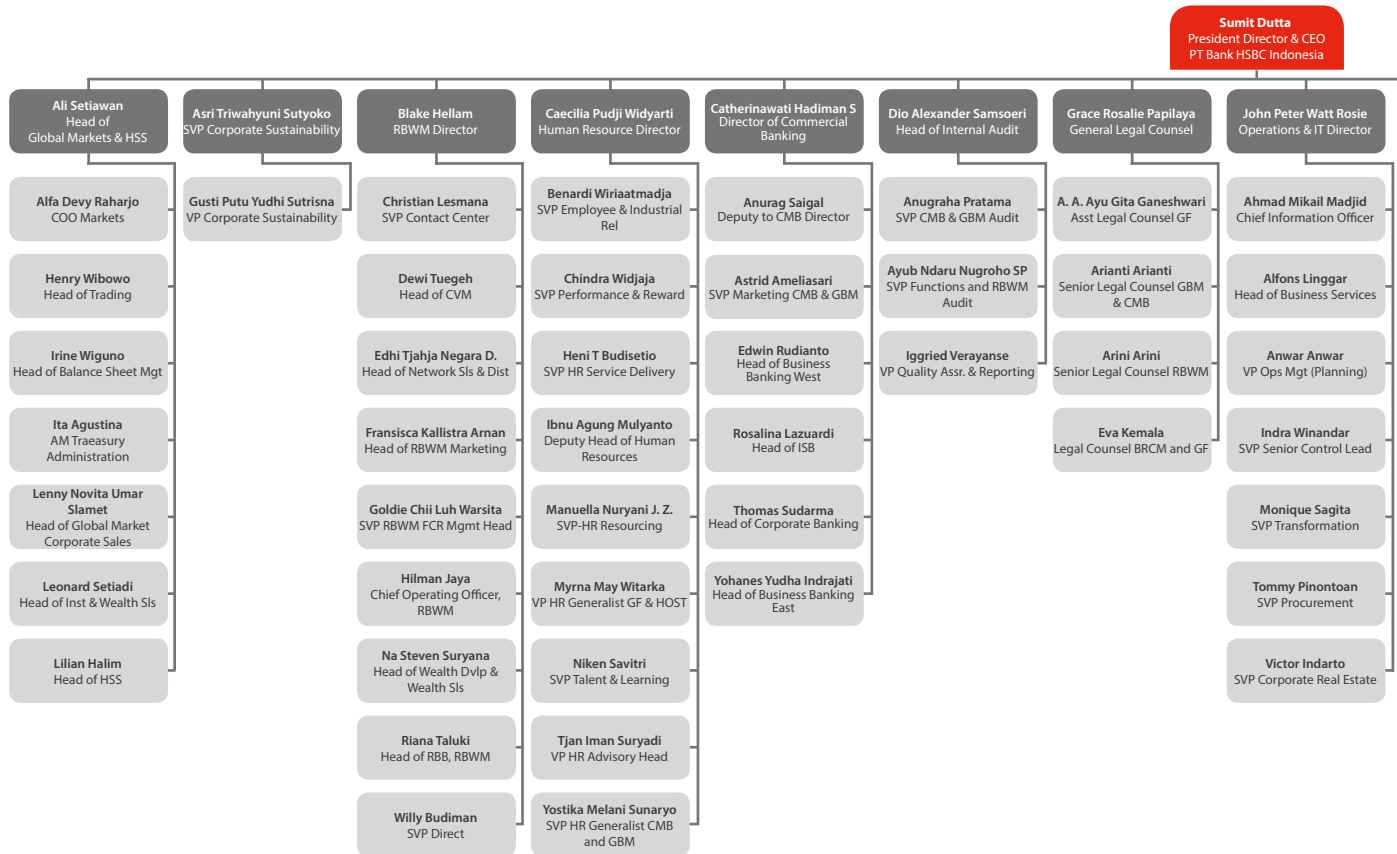 Sumit Dutta
President Director & CEO
PT Bank HSBC Indonesia
Ali Setiawan
Head of
Global Markets & HSS
Asri Triwahyuni Sutyoko
SVP Corporate Sustainability
Blake Hellam
RBWM Director
Caecilia Pudji Widyarti
Human Resource Director
Catherinawati Hadiman S
Director of Commercial
Banking
Dio Alexander Samsoeri
Head of Internal Audit
Grace Rosalie Papilaya
General Legal Counsel
John Peter Watt Rosie
Operations & IT Director
Alfa Devy Raharjo
COO Markets
Henry Wibowo
Head of Trading
Irine Wiguno
Head of Balance Sheet Mgt
Ita Agustina
AM Traeasury
Administration
Lenny Novita Umar
Slamet
Head of Global Market
Corporate Sales
Leonard Setiadi
Head of Inst & Wealth Sls
Lilian Halim
Head of HSS
Gusti Putu Yudhi Sutrisna
VP Corporate Sustainability
Christian Lesmana
SVP Contact Center
Dewi Tuegeh
Head of CVM
Edhi Tjahja Negara D.
Head of Network Sls & Dist
Fransisca Kallistra Arnan
Head of RBWM Marketing
Goldie Chii Luh Warsita
SVP RBWM FCR Mgmt Head
Hilman Jaya
Chief Operating Officer,
RBWM
Na Steven Suryana
Head of Wealth Dvlp &
Wealth Sls
Riana Taluki
Head of RBB, RBWM
Willy Budiman
SVP Direct
Benardi Wiriaatmadja
SVP Employee & Industrial
Rel
Chindra Widjaja
SVP Performance & Reward
Heni T Budisetio
SVP HR Service Delivery
Ibnu Agung Mulyanto
Deputy Head of Human
Resources
Manuella Nuryani J. Z.
SVP-HR Resourcing
Myrna May Witarka
VP HR Generalist GF & HOST
Niken Savitri
SVP Talent & Learning
Tjan Iman Suryadi
VP HR Advisory Head
Yostika Melani Sunaryo
SVP HR Generalist CMB
and GBM
Anurag Saigal
Deputy to CMB Director
Astrid Ameliasari
SVP Marketing CMB & GBM
Edwin Rudianto
Head of Business
Banking West
Rosalina Lazuardi
Head of ISB
Thomas Sudarma
Head of Corporate Banking
Yohanes Yudha Indrajati
Head of Business Banking
East
Anugraha Pratama
SVP CMB & GBM Audit
Ayub Ndaru Nugroho SP
SVP Functions and RBWM
Audit
Iggried Verayanse
VP Quality Assr. & Reporting
A. A. Ayu Gita Ganeshwari
Asst Legal Counsel GF
Arianti Arianti
Senior Legal Counsel GBM
& CMB
Arini Arini
Senior Legal Counsel RBWM
Eva Kemala
Legal Counsel BRCM and GF
Ahmad Mikail Madjid
Chief Information Officer
Alfons Linggar
Head of Business Services
Anwar Anwar
VP Ops Mgt (Planning)
Indra Winandar
SVP Senior Control Lead
Monique Sagita
SVP Transformation
Tommy Pinontoan
SVP Procurement
Victor Indarto
SVP Corporate Real Estate